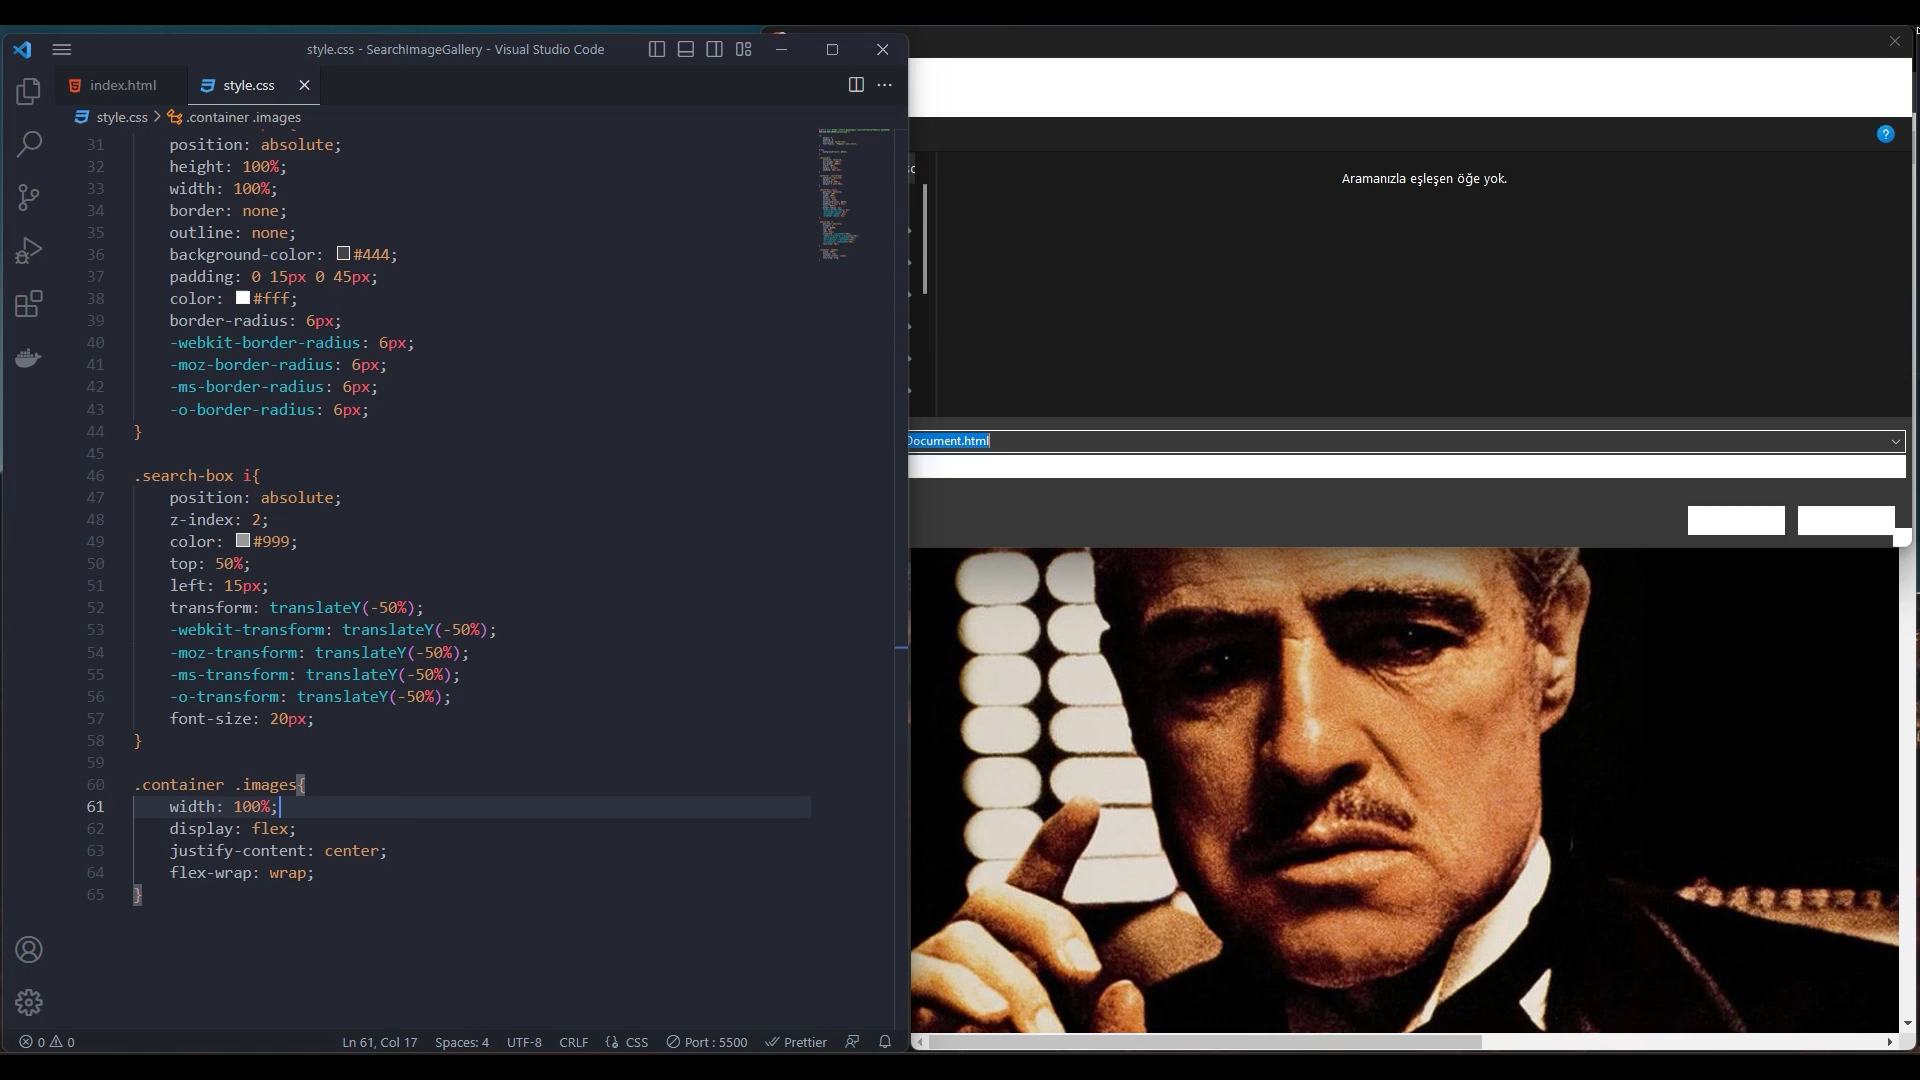 style.css - SearchImageGallery - Visual Studio Code
index.html
style.css
style.css > .container .images
31 position: absolute;
32 height: 100%;
33 width: 100%;
34 border: none;
35 outline: none;
36 background-color: #444;
37 padding: 0 15px 0 45px;
38 color: #fff;
39 border-radius: 6px;
40 -webkit-border-radius: 6px;
41 -moz-border-radius: 6px;
42 -ms-border-radius: 6px;
43 -o-border-radius: 6px;
44 }
45
46 .search-box i{
47 position: absolute;
48 z-index: 2;
49 color: #999;
50 top: 50%;
51 left: 15px;
52 transform: translateY(-50%);
53 -webkit-transform: translateY(-50%);
54 -moz-transform: translateY(-50%);
55 -ms-transform: translateY(-50%);
56 -o-transform: translateY(-50%);
57 font-size: 20px;
58 }
59
60 .container .images{
61 width: 100%;
62 display: flex;
63 justify-content: center;
64 flex-wrap: wrap;
65 }
0 0 Ln 61, Col 17 Spaces: 4 UTF-8 CRLF CSS Port : 5500 Prettier
?
Aramanızla eşleşen öğe yok.
Document.html